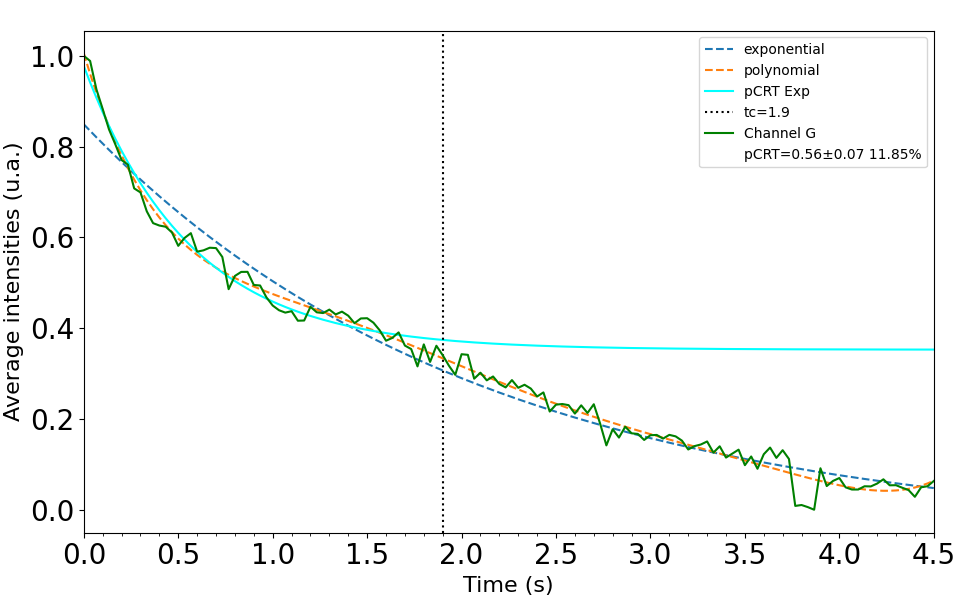 1.0
0.8
0.6
0.4
0.2
0.0
Average intensities (u.a.)
exponential
polynomial
pCRT Exp
tc=1.9
Channel G
pCRT=0.56±0.07 11.85%
0.0 0.5 1.0 1.5 2.0 2.5 3.0 3.5 4.0 4.5
Time (s)